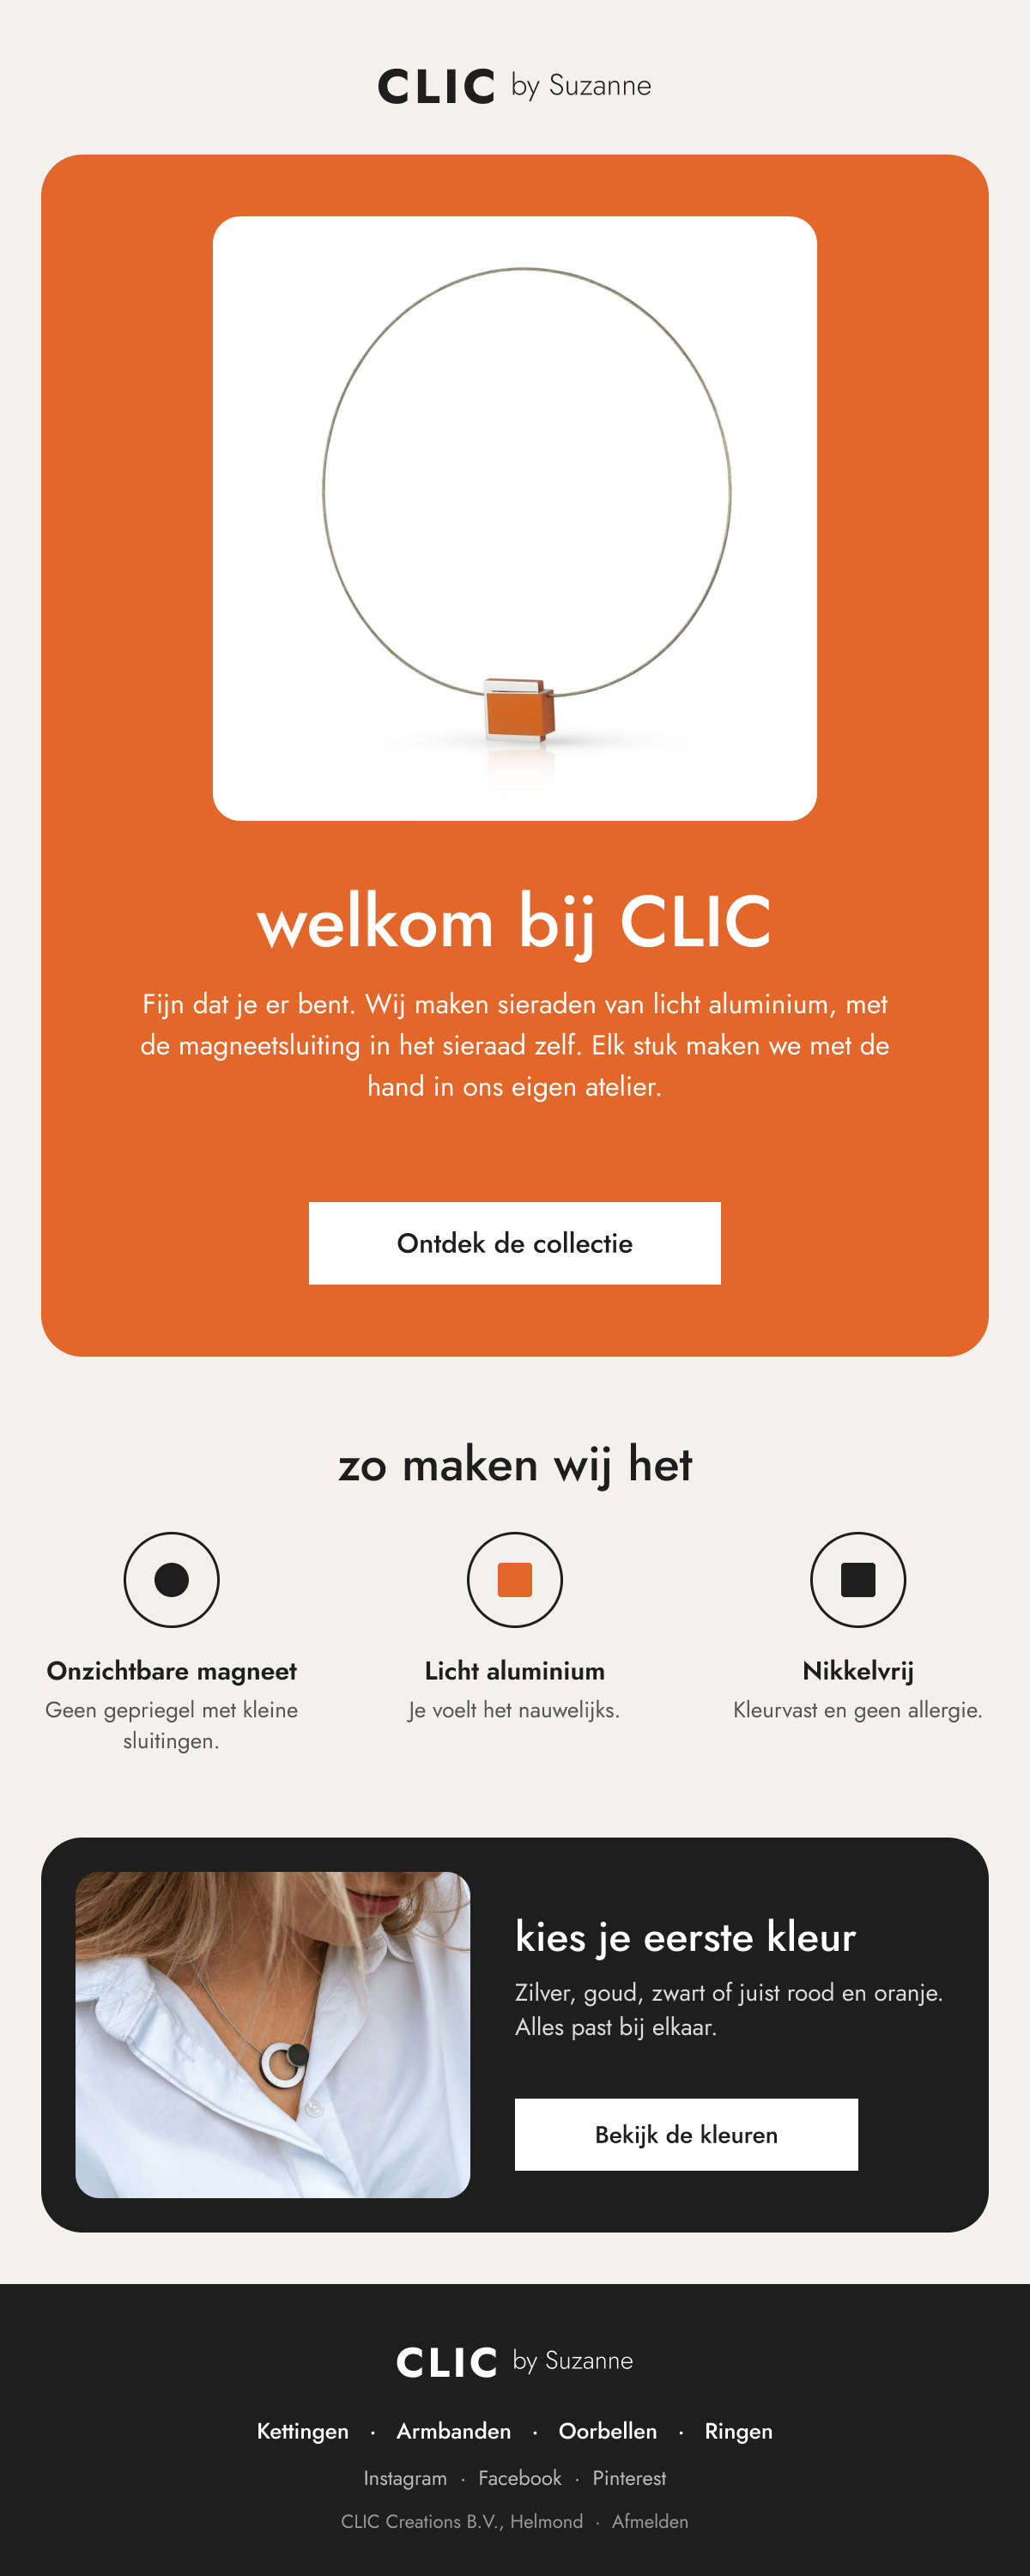 CLIC by Suzanne
welkom bij CLIC
Fijn dat je er bent. Wij maken sieraden van licht aluminium, met
de magneetsluiting in het sieraad zelf. Elk stuk maken we met de
hand in ons eigen atelier.
Ontdek de collectie
zo maken wij het
Onzichtbare magneet
Geen gepriegel met kleine
sluitingen.
Licht aluminium
Je voelt het nauwelijks.
Nikkelvrij
Kleurvast en geen allergie.
kies je eerste kleur
Zilver, goud, zwart of juist rood en oranje.
Alles past bij elkaar.
Bekijk de kleuren
CLIC by Suzanne
Kettingen · Armbanden · Oorbellen · Ringen
Instagram · Facebook · Pinterest
CLIC Creations B.V., Helmond · Afmelden